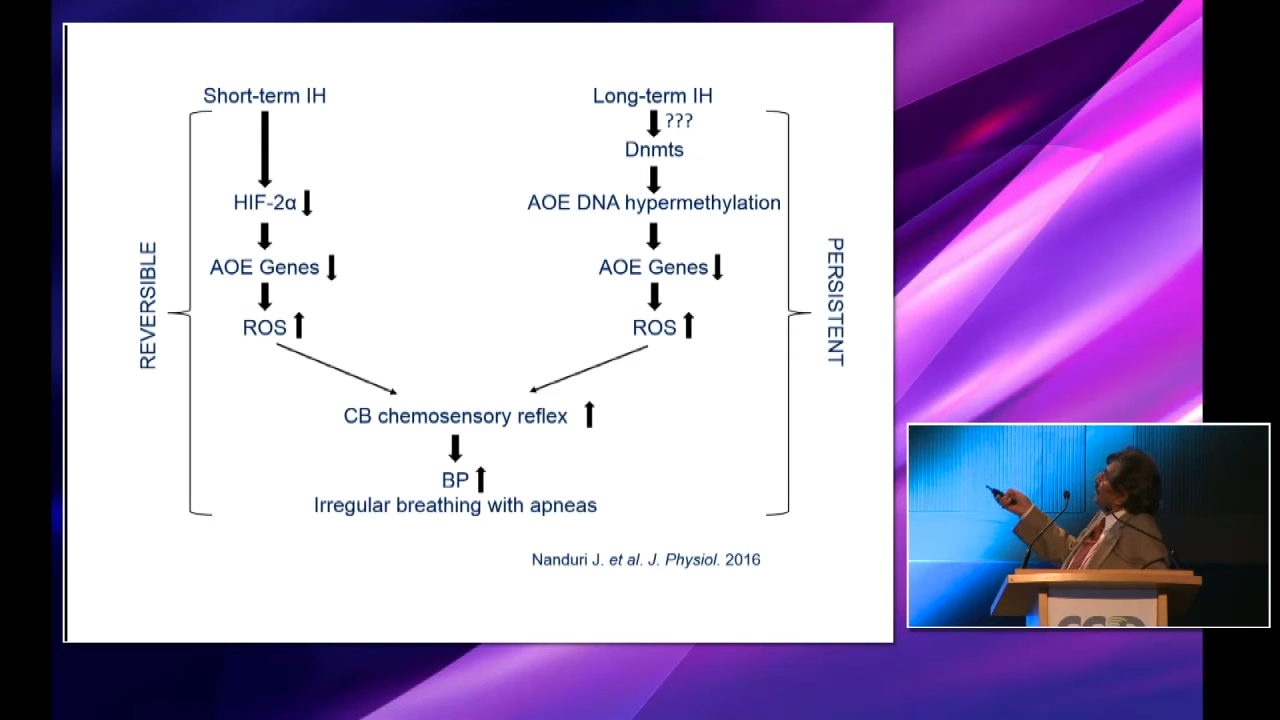 Short-term IH
Long-term IH
???
Dnmts
HIF-2α
AOE DNA hypermethylation
AOE Genes
AOE Genes
REVERSIBLE
PERSISTENT
ROS
ROS
CB chemosensory reflex
BP
Irregular breathing with apneas
Nanduri J. et al. J. Physiol. 2016